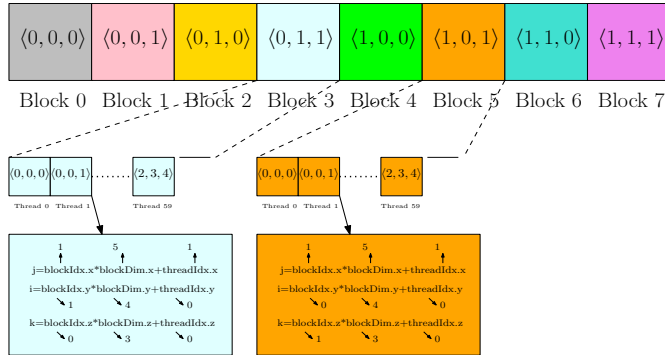 ⟨0, 0, 0⟩ ⟨0, 0, 1⟩ ⟨0, 1, 0⟩ ⟨0, 1, 1⟩ ⟨1, 0, 0⟩ ⟨1, 0, 1⟩ ⟨1, 1, 0⟩ ⟨1, 1, 1⟩
Block 0 Block 1 Block 2 Block 3 Block 4 Block 5 Block 6 Block 7
⟨0, 0, 0⟩ ⟨0, 0, 1⟩ ........ ⟨2, 3, 4⟩
Thread 0 Thread 1 Thread 59
1 5 1
j=blockIdx.x*blockDim.x+threadIdx.x
i=blockIdx.y*blockDim.y+threadIdx.y
1 4 0
k=blockIdx.z*blockDim.z+threadIdx.z
0 3 0
⟨0, 0, 0⟩ ⟨0, 0, 1⟩ ........ ⟨2, 3, 4⟩
Thread 0 Thread 1 Thread 59
1 5 1
j=blockIdx.x*blockDim.x+threadIdx.x
i=blockIdx.y*blockDim.y+threadIdx.y
0 4 0
k=blockIdx.z*blockDim.z+threadIdx.z
1 3 0